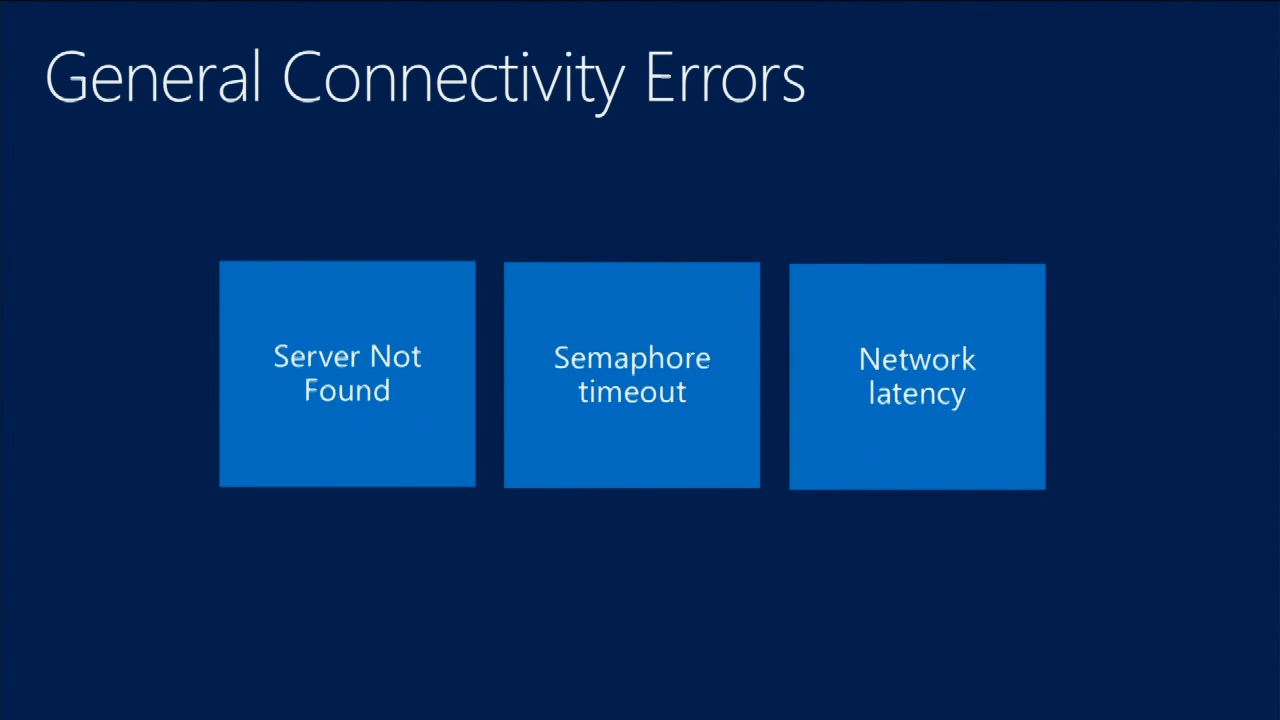 General Connectivity Errors
Server Not
Found
Semaphore
timeout
Network
latency